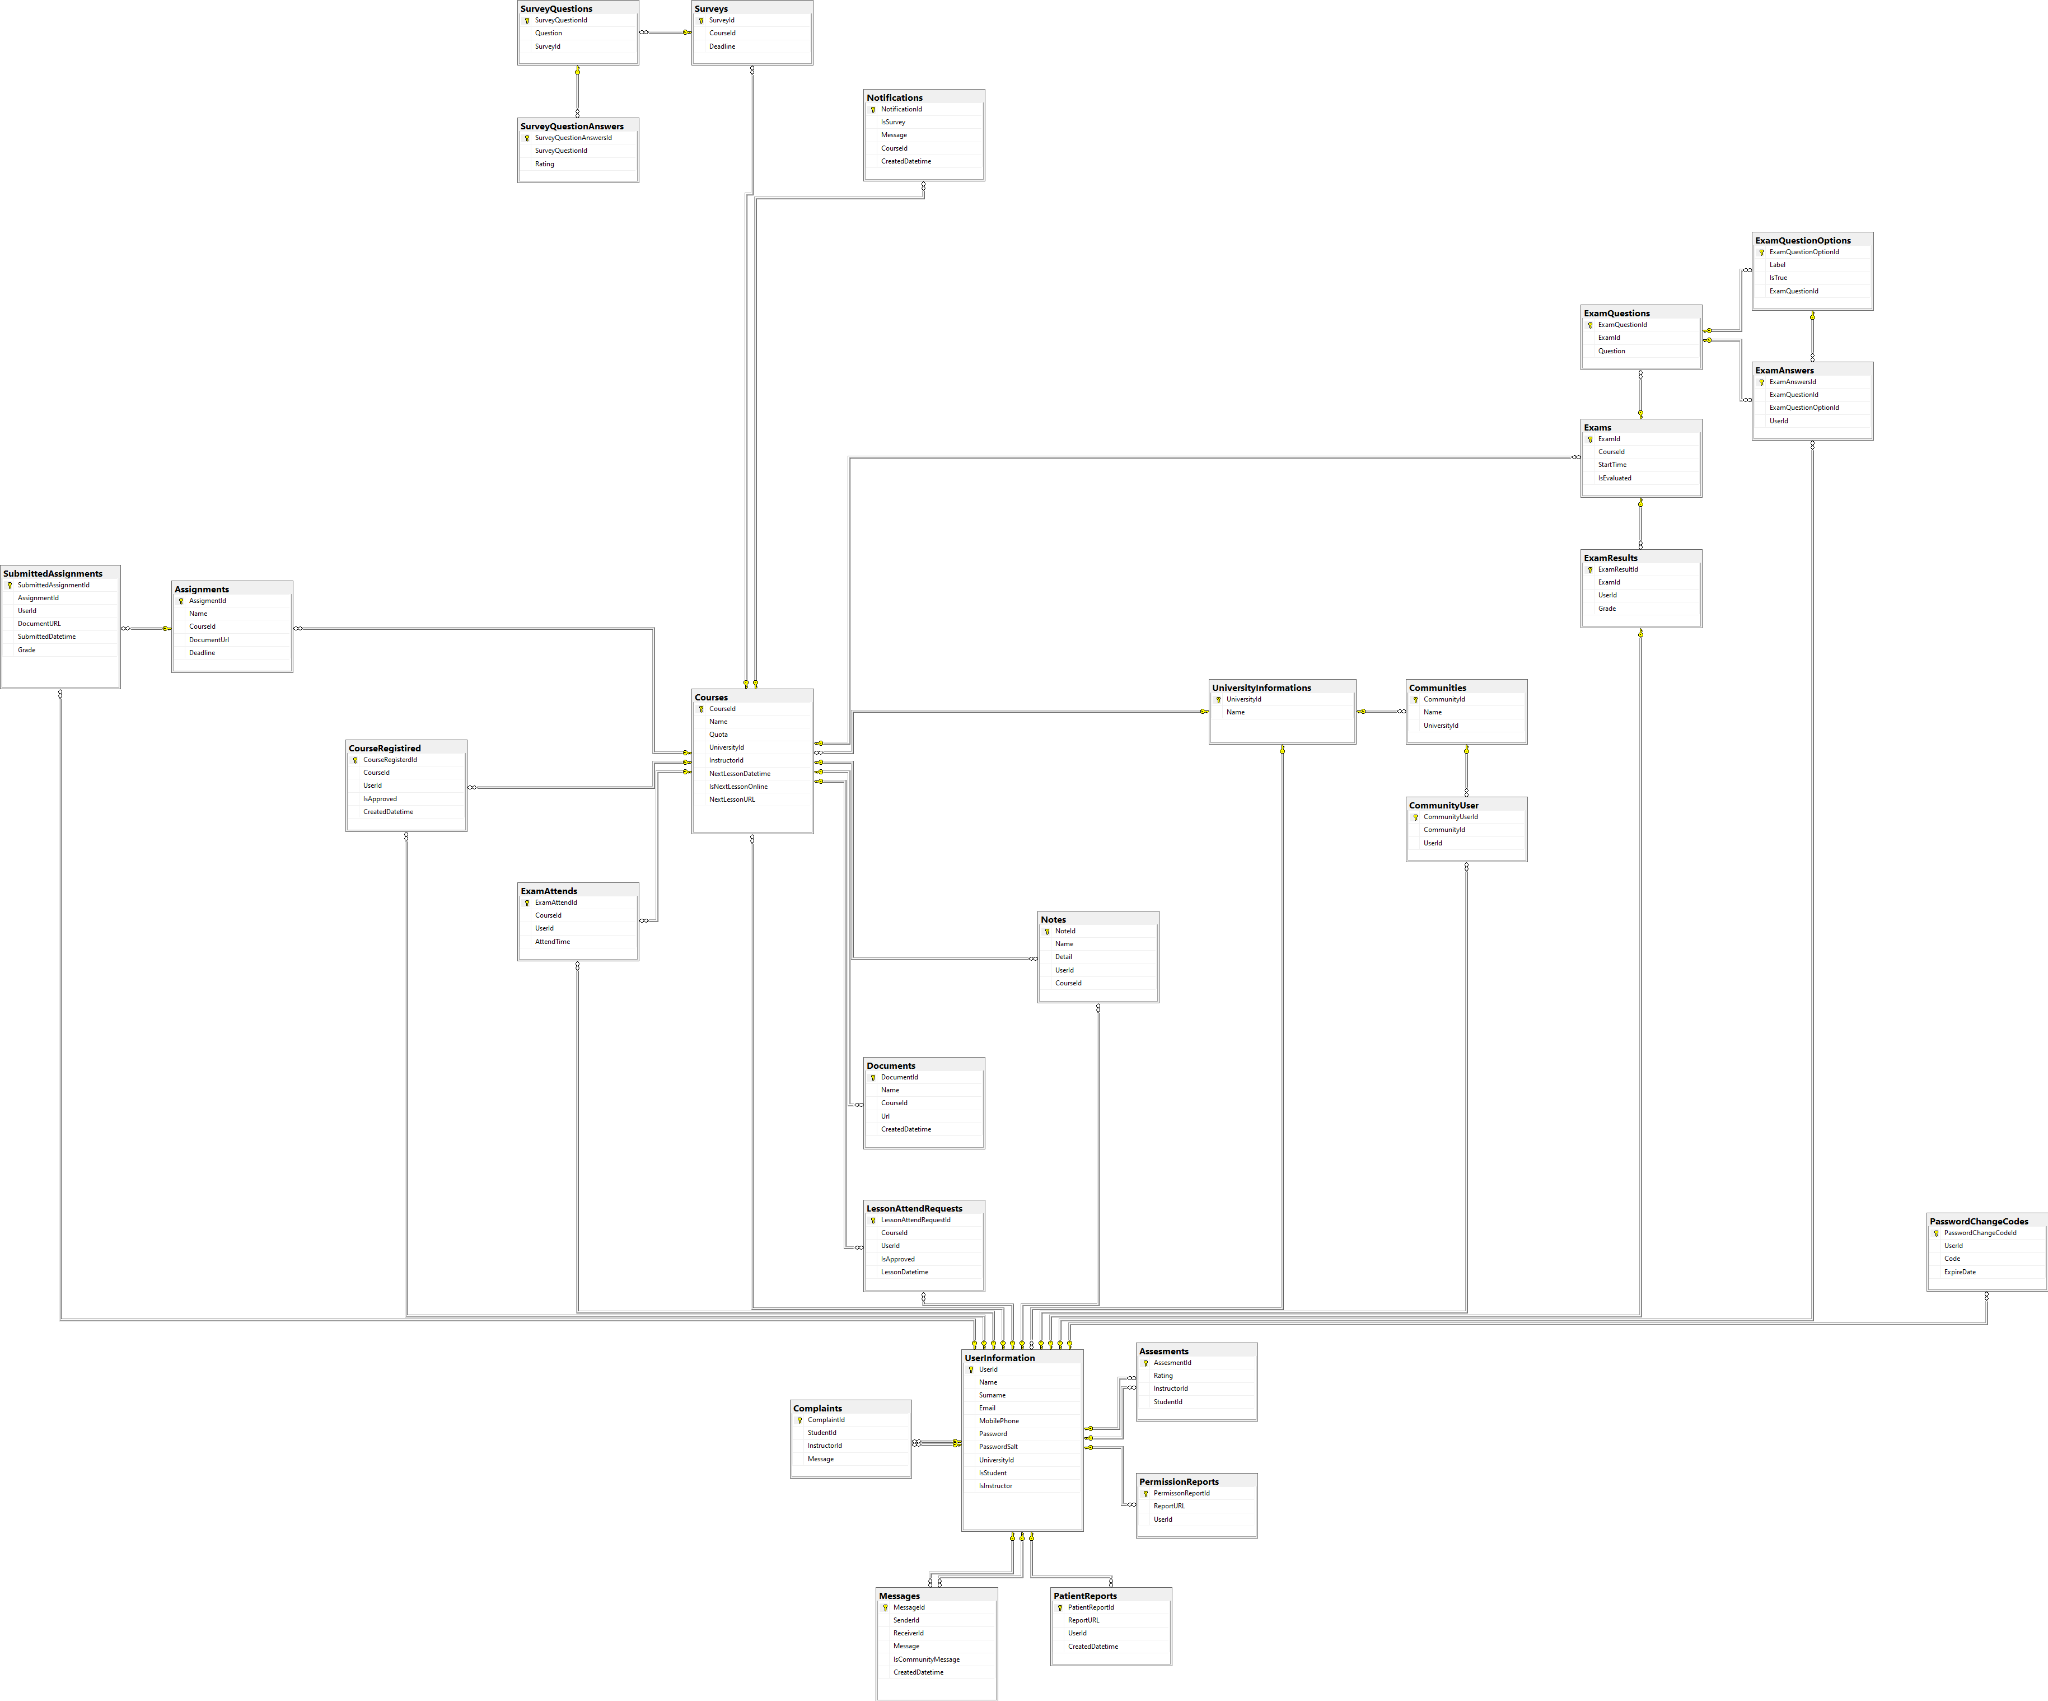 SurveyQuestions
SurveyQuestionId
Question
SurveyId
Surveys
SurveyId
CourseId
Deadline
Notifications
NotificationId
IsSurvey
Message
CourseId
CreatedDatetime
SurveyQuestionAnswers
SurveyQuestionAnswersId
SurveyQuestionId
Rating
ExamQuestionOptions
ExamQuestionOptionId
Label
IsTrue
ExamQuestionId
ExamQuestions
ExamQuestionId
ExamId
Question
ExamAnswers
ExamAnswersId
ExamQuestionId
ExamQuestionOptionId
UserId
Exams
ExamId
CourseId
StartTime
IsEvaluated
ExamResults
ExamResultId
ExamId
UserId
Grade
SubmittedAssignments
SubmittedAssignmentId
AssignmentId
UserId
DocumentURL
SubmittedDatetime
Grade
Assignments
AssigmentId
Name
CourseId
DocumentUrl
Deadline
Courses
CourseId
Name
Quota
UniversityId
InstructorId
NextLessonDatetime
IsNextLessonOnline
NextLessonURL
UniversityInformations
UniversityId
Name
Communities
CommunityId
Name
UniversityId
CourseRegistired
CourseRegisterdId
CourseId
UserId
IsApproved
CreatedDatetime
CommunityUser
CommunityUserId
CommunityId
UserId
ExamAttends
ExamAttendId
CourseId
UserId
AttendTime
Notes
NoteId
Name
Detail
UserId
CourseId
Documents
DocumentId
Name
CourseId
Url
CreatedDatetime
LessonAttendRequests
LessonAttendRequestId
CourseId
UserId
IsApproved
LessonDatetime
PasswordChangeCodes
PasswordChangeCodeId
UserId
Code
ExpireDate
UserInformation
UserId
Name
Surname
Email
MobilePhone
Password
PasswordSalt
UniversityId
IsStudent
IsInstructor
Assesments
AssesmentId
Rating
InstructorId
StudentId
Complaints
ComplaintId
StudentId
InstructorId
Message
PermissionReports
PermissonReportId
ReportURL
UserId
Messages
MessageId
SenderId
ReceiverId
Message
IsCommunityMessage
CreatedDatetime
PatientReports
PatientReportId
ReportURL
UserId
CreatedDatetime